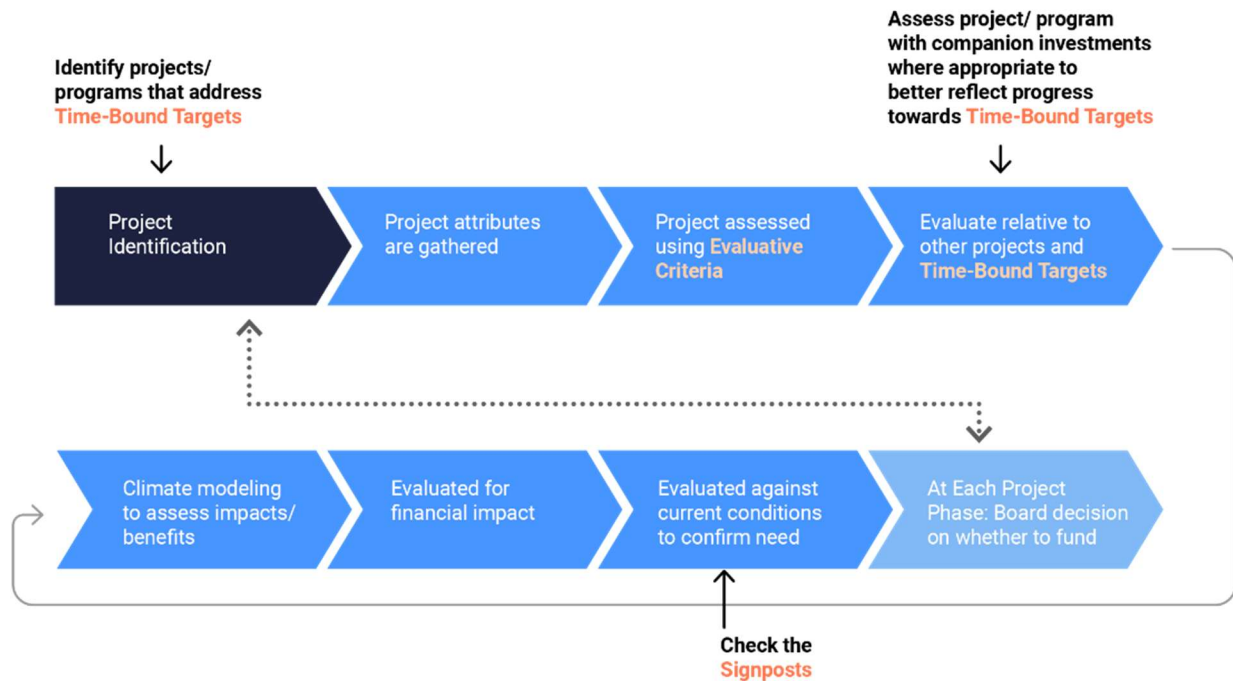 Identify projects/
programs that address
Time-Bound Targets
Assess project/ program
with companion investments
where appropriate to
better reflect progress
towards Time-Bound Targets
Project
Identification
Project attributes
are gathered
Project assessed
using Evaluative
Criteria
Evaluate relative to
other projects and
Time-Bound Targets
Climate modeling
to assess impacts/
benefits
Evaluated for
financial impact
Evaluated against
current conditions
to confirm need
At Each Project
Phase: Board decision
on whether to fund
Check the
Signposts